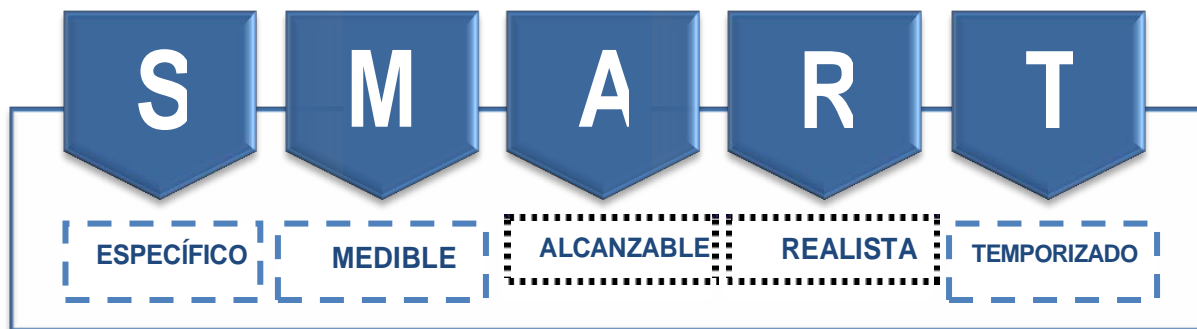 S M A R T
ESPECÍFICO MEDIBLE ALCANZABLE REALISTA TEMPORIZADO